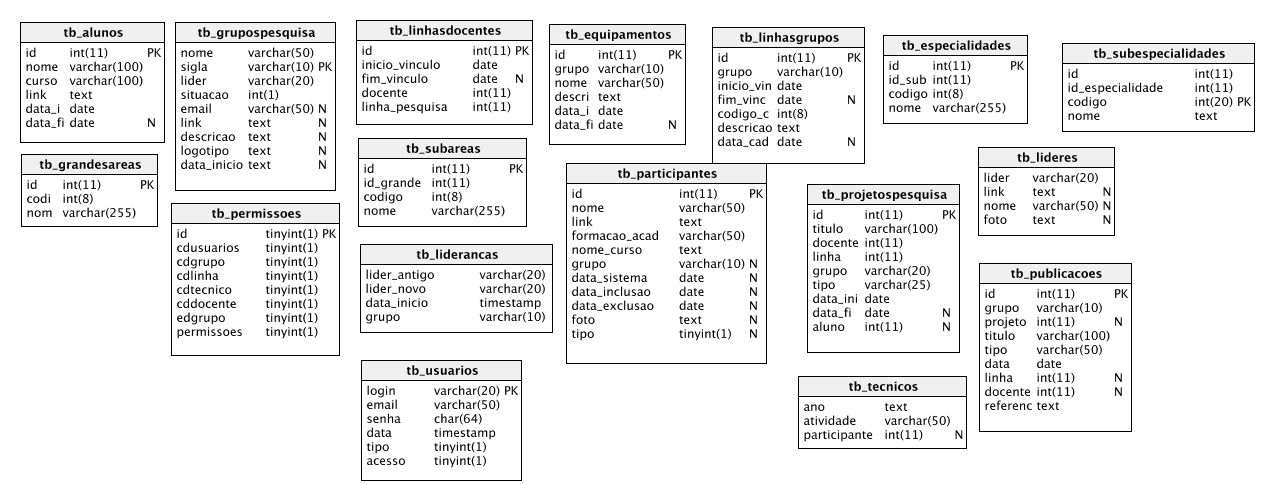 tb_alunos
id int(11) PK
nome varchar(100)
curso varchar(100)
link text
data_i date
data_fi date N
tb_grupospesquisa
nome varchar(50)
sigla varchar(10) PK
lider varchar(20)
situacao int(1)
email varchar(50) N
link text N
descricao text N
logotipo text N
data_inicio text N
tb_linhasdocentes
id int(11) PK
inicio_vinculo date
fim_vinculo date N
docente int(11)
linha_pesquisa int(11)
tb_equipamentos
id int(11) PK
grupo varchar(10)
nome varchar(50)
descri text
data_i date
data_fi date N
tb_linhasgrupos
id int(11) PK
grupo varchar(10)
inicio_vin date
fim_vinc date N
codigo_c int(8)
descricao text
data_cad date N
tb_especialidades
id int(11) PK
id_sub int(11)
codigo int(8)
nome varchar(255)
tb_subespecialidades
id int(11)
id_especialidade int(11)
codigo int(20) PK
nome text
tb_grandesareas
id int(11) PK
codi int(8)
nom varchar(255)
tb_permissoes
id tinyint(1) PK
cdusuarios tinyint(1)
cdgrupo tinyint(1)
cdlinha tinyint(1)
cdtecnico tinyint(1)
cddocente tinyint(1)
edgrupo tinyint(1)
permissoes tinyint(1)
tb_subareas
id int(11) PK
id_grande int(11)
codigo int(8)
nome varchar(255)
tb_liderancas
lider_antigo varchar(20)
lider_novo varchar(20)
data_inicio timestamp
grupo varchar(10)
tb_usuarios
login varchar(20) PK
email varchar(50)
senha char(64)
data timestamp
tipo tinyint(1)
acesso tinyint(1)
tb_participantes
id int(11) PK
nome varchar(50)
link text
formacao_acad varchar(50)
nome_curso text
grupo varchar(10) N
data_sistema date N
data_inclusao date N
data_exclusao date N
foto text N
tipo tinyint(1) N
tb_projetospesquisa
id int(11) PK
titulo varchar(100)
docente int(11)
linha int(11)
grupo varchar(20)
tipo varchar(25)
data_ini date
data_fi date N
aluno int(11) N
tb_lideres
lider varchar(20)
link text N
nome varchar(50) N
foto text N
tb_publicacoes
id int(11) PK
grupo varchar(10)
projeto int(11) N
titulo varchar(100)
tipo varchar(50)
data date
linha int(11) N
docente int(11) N
referenc text
tb_tecnicos
ano text
atividade varchar(50)
participante int(11) N